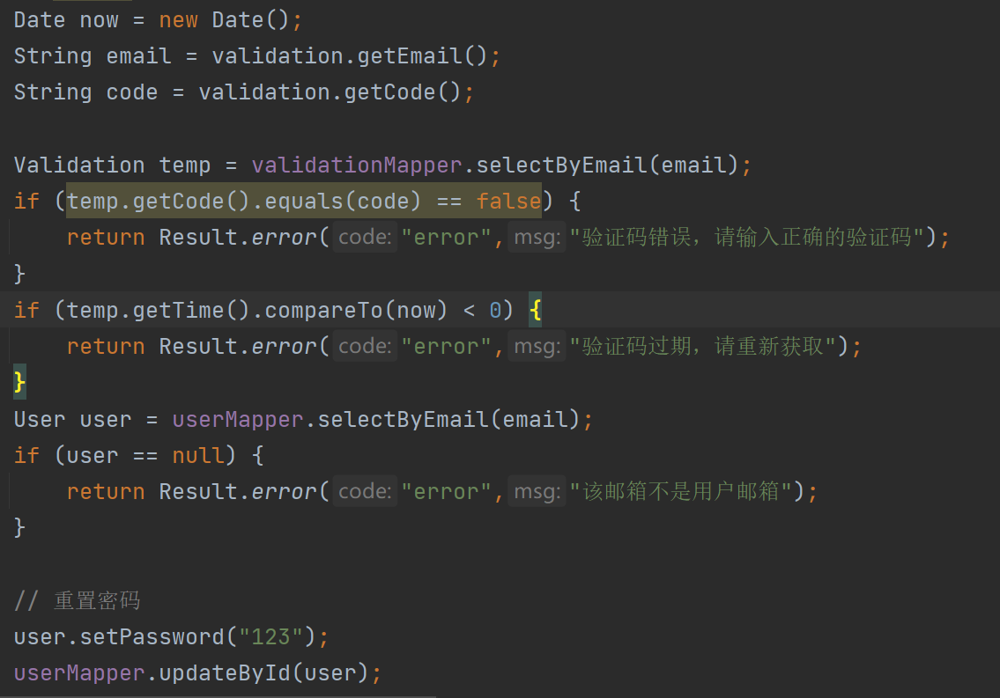 Date now = new Date();
String email = validation.getEmail();
String code = validation.getCode();
Validation temp = validationMapper.selectByEmail(email);
if (temp.getCode().equals(code) == false) {
return Result.error( code: "error", msg: "验证码错误，请输入正确的验证码");
}
if (temp.getTime().compareTo(now) < 0) {
return Result.error( code: "error", msg: "验证码过期，请重新获取");
}
User user = userMapper.selectByEmail(email);
if (user == null) {
return Result.error( code: "error", msg: "该邮箱不是用户邮箱");
}
// 重置密码
user.setPassword("123");
userMapper.updateById(user);